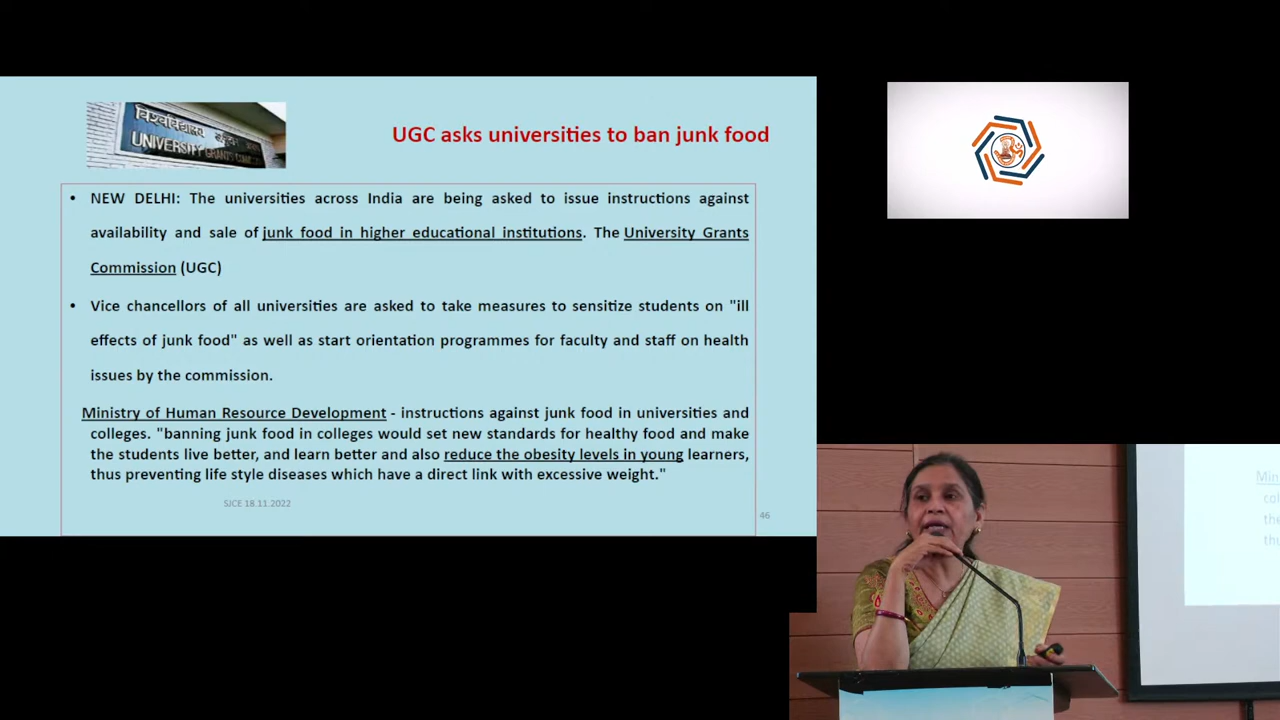 विश्वविद्यालय
UNIVERSITY GRANTS
UGC asks universities to ban junk food
• NEW DELHI: The universities across India are being asked to issue instructions against
availability and sale of junk food in higher educational institutions. The University Grants
Commission (UGC)
• Vice chancellors of all universities are asked to take measures to sensitize students on "ill
effects of junk food" as well as start orientation programmes for faculty and staff on health
issues by the commission.
Ministry of Human Resource Development - instructions against junk food in universities and
colleges. "banning junk food in colleges would set new standards for healthy food and make
the students live better, and learn better and also reduce the obesity levels in young learners,
thus preventing life style diseases which have a direct link with excessive weight."
SJCE 18.11.2022
46
Min
col
the
thu